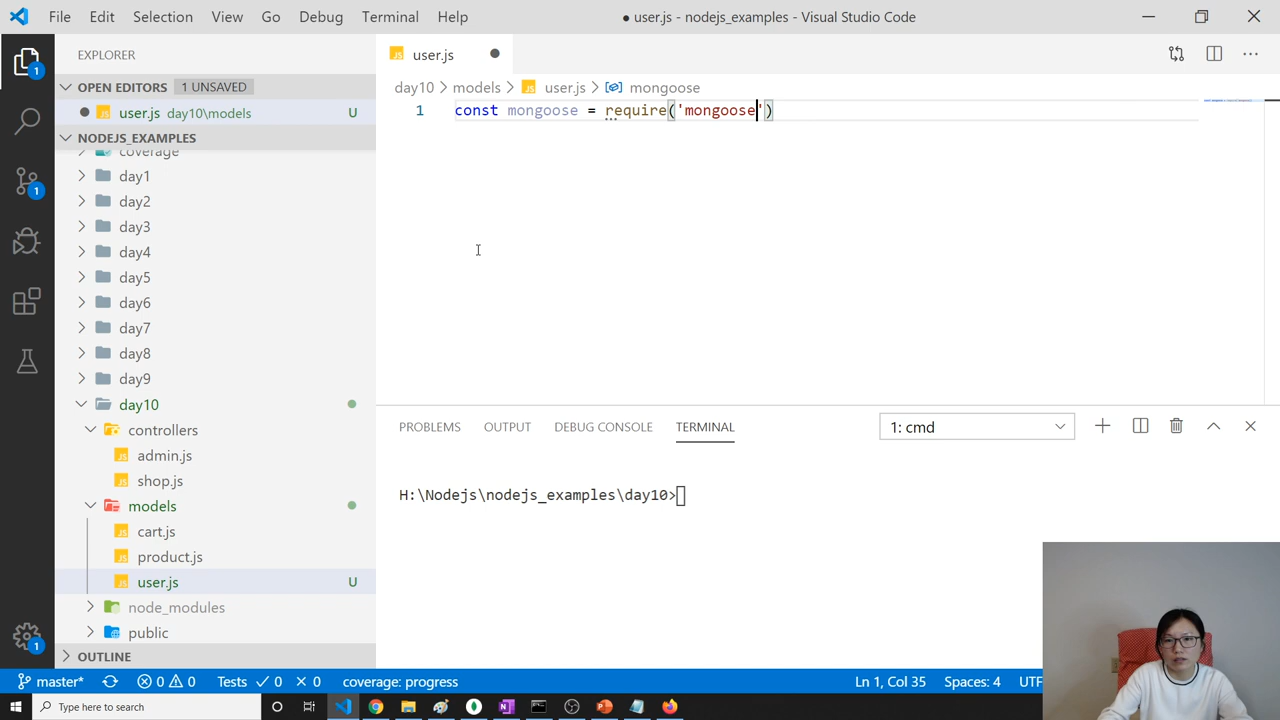 File Edit Selection View Go Debug Terminal Help
● user.js - nodejs_examples - Visual Studio Code
EXPLORER
OPEN EDITORS 1 UNSAVED
user.js day10\models U
NODEJS_EXAMPLES
coverage
day1
day2
day3
day4
day5
day6
day7
day8
day9
day10
controllers
admin.js
shop.js
models
cart.js
product.js
user.js U
node_modules
public
OUTLINE
user.js
day10 > models > user.js > mongoose
1 const mongoose = require('mongoose')
PROBLEMS OUTPUT DEBUG CONSOLE TERMINAL 1: cmd
H:\Nodejs\nodejs_examples\day10>
1
1
1
master* 0 0 Tests 0 0 coverage: progress Ln 1, Col 35 Spaces: 4 UTF
Type here to search